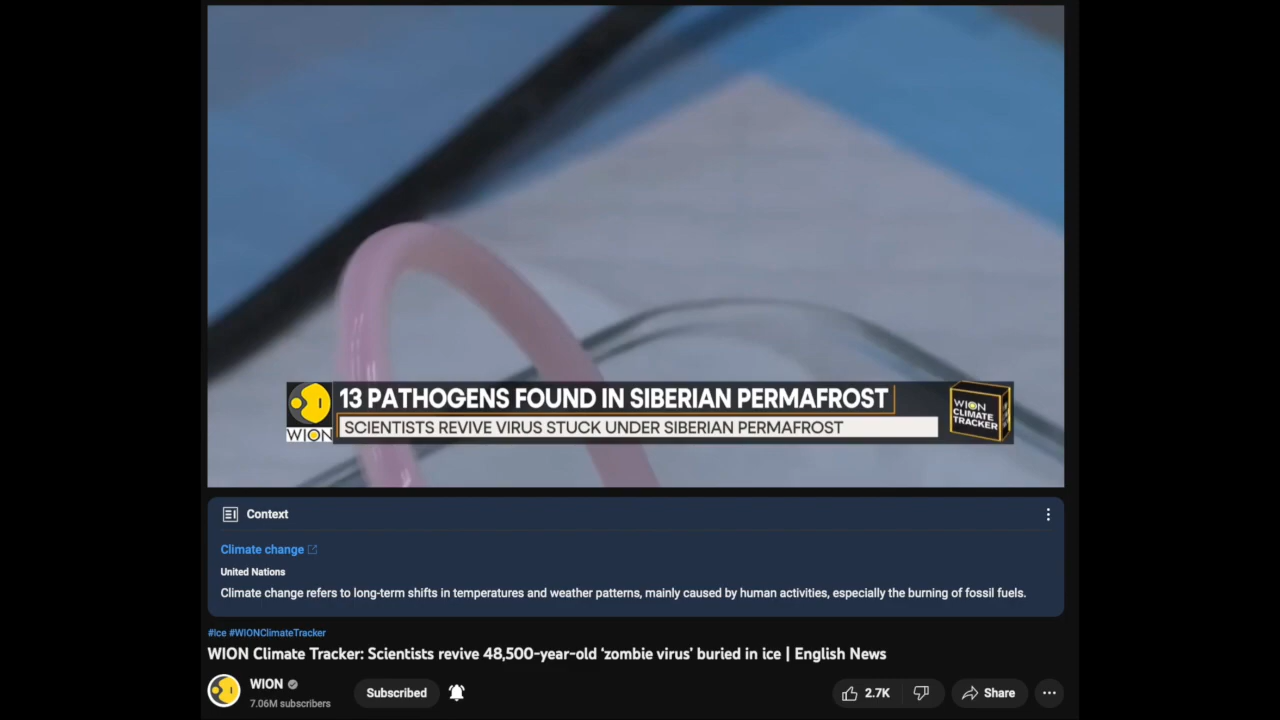 13 PATHOGENS FOUND IN SIBERIAN PERMAFROST
SCIENTISTS REVIVE VIRUS STUCK UNDER SIBERIAN PERMAFROST
WION
WION
CLIMATE
TRACKER
Context
Climate change
United Nations
Climate change refers to long-term shifts in temperatures and weather patterns, mainly caused by human activities, especially the burning of fossil fuels.
#Ice #WIONClimateTracker
WION Climate Tracker: Scientists revive 48,500-year-old 'zombie virus' buried in ice | English News
WION
7.06M subscribers
Subscribed
2.7K
Share